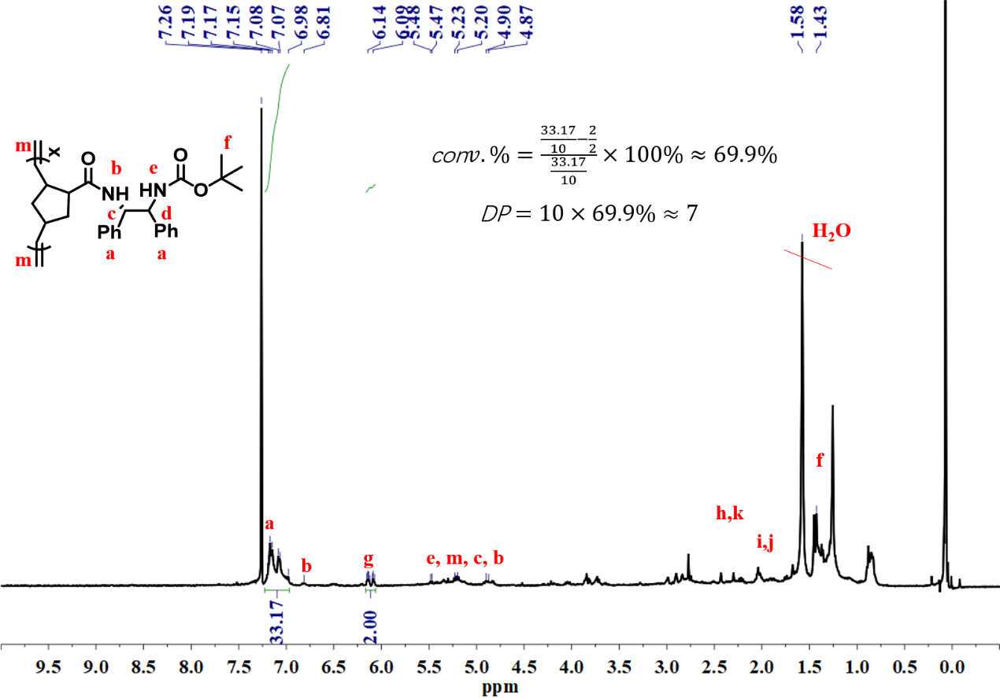 7.26
7.19
7.17
7.15
7.08
7.07
6.98
6.81
6.14
6.09
5.48
5.47
5.23
5.20
4.90
4.87
1.58
1.43
conv.% = (33.17/10 − 2/2) / (33.17/10) × 100% ≈ 69.9%
DP = 10 × 69.9% ≈ 7
m x
O
b
NH
e
HN
O
O
f
c d
Ph Ph
a a
m
H2O
f
a
b
g
e, m, c, b
h,k
i,j
33.17
2.00
9.5 9.0 8.5 8.0 7.5 7.0 6.5 6.0 5.5 5.0 4.5 4.0 3.5 3.0 2.5 2.0 1.5 1.0 0.5 0.0
ppm